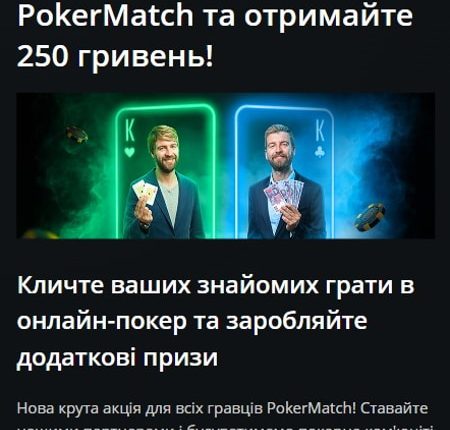 PokerMatch та отримайте
250 гривень!
K
K
Кличте ваших знайомих грати в
онлайн-покер та заробляйте
додаткові призи
Нова крута акція для всіх гравців PokerMatch! Ставайте